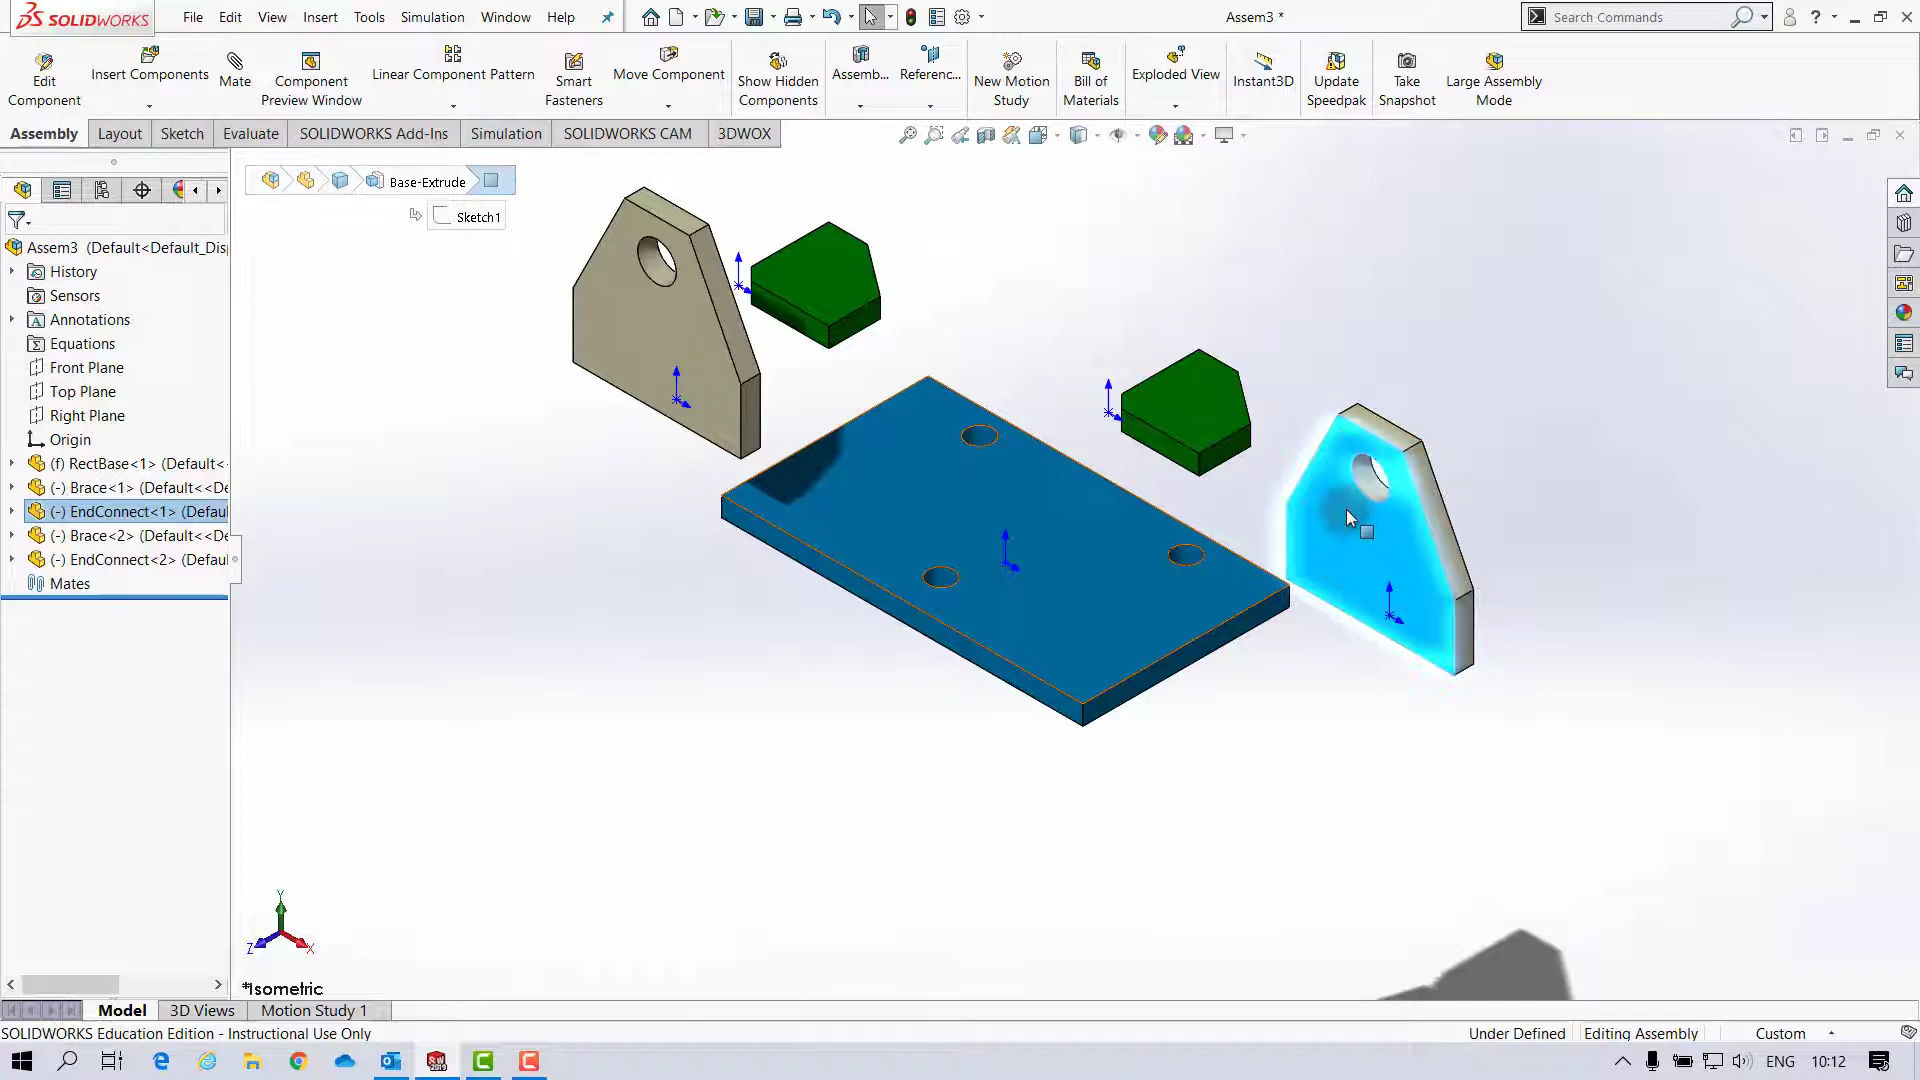 SOLIDWORKS
File Edit View Insert Tools Simulation Window Help
Assem3 *
Search Commands
Edit Component
Insert Components
Mate
Component Preview Window
Linear Component Pattern
Smart Fasteners
Move Component
Show Hidden Components
Assemb...
Referenc...
New Motion Study
Bill of Materials
Exploded View
Instant3D
Update Speedpak
Take Snapshot
Large Assembly Mode
Assembly Layout Sketch Evaluate SOLIDWORKS Add-Ins Simulation SOLIDWORKS CAM 3DWOX
Base-Extrude
Sketch1
Assem3 (Default<Default_Dis
History
Sensors
Annotations
Equations
Front Plane
Top Plane
Right Plane
Origin
(f) RectBase<1> (Default<
(-) Brace<1> (Default<<De
(-) EndConnect<1> (Defau
(-) Brace<2> (Default<<De
(-) EndConnect<2> (Defau
Mates
Y
Z X
*Isometric
Model 3D Views Motion Study 1
SOLIDWORKS Education Edition - Instructional Use Only
Under Defined Editing Assembly Custom
ENG 10:12